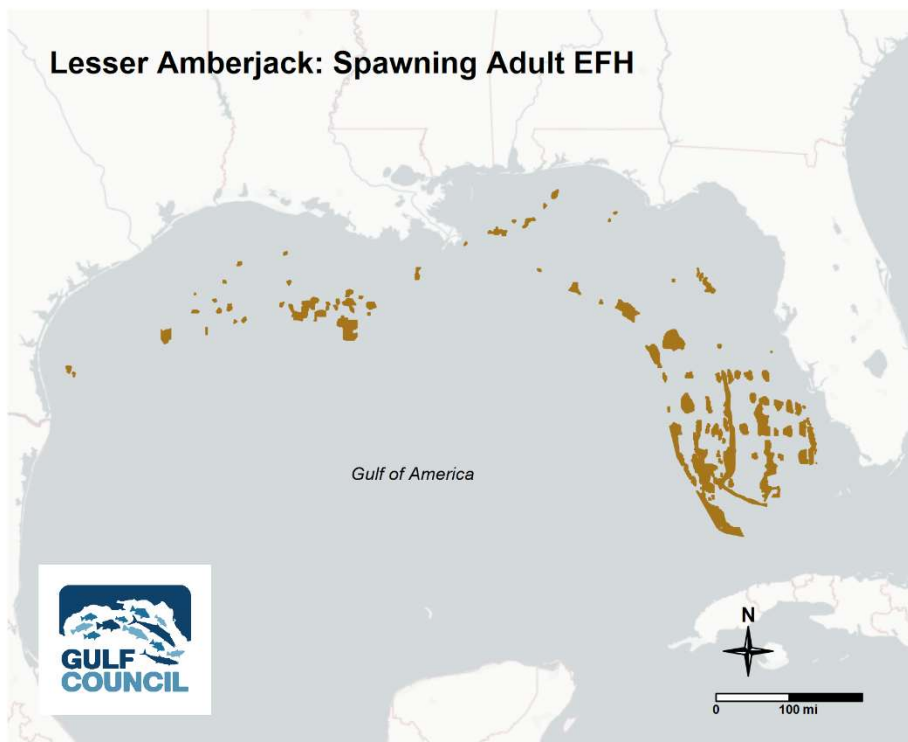 Lesser Amberjack: Spawning Adult EFH
Gulf of America
GULF
COUNCIL
N
0 100 mi